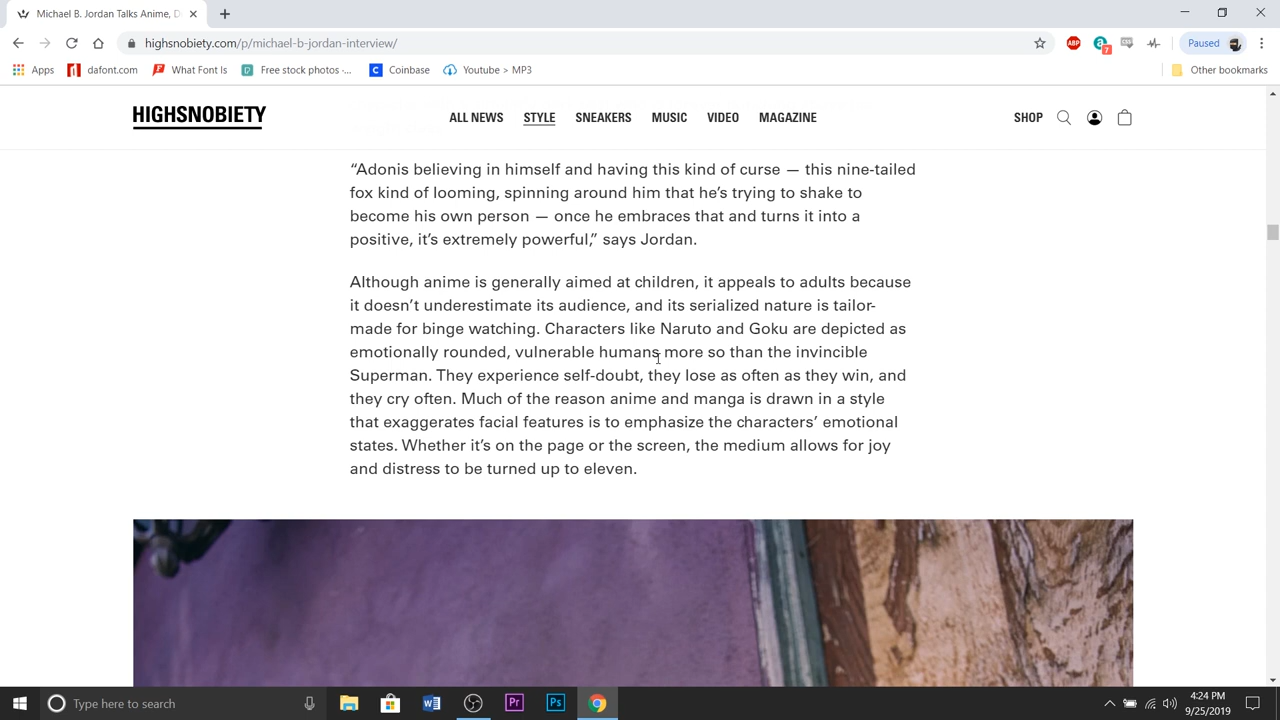 Michael B. Jordan Talks Anime, D
highsnobiety.com/p/michael-b-jordan-interview/
ABP
7
CSS
Paused
Apps
dafont.com
What Font Is
Free stock photos -...
Coinbase
Youtube > MP3
Other bookmarks
HIGHSNOBIETY
ALL NEWS
STYLE
SNEAKERS
MUSIC
VIDEO
MAGAZINE
SHOP
“Adonis believing in himself and having this kind of curse — this nine-tailed
fox kind of looming, spinning around him that he’s trying to shake to
become his own person — once he embraces that and turns it into a
positive, it’s extremely powerful,” says Jordan.
Although anime is generally aimed at children, it appeals to adults because
it doesn’t underestimate its audience, and its serialized nature is tailor-
made for binge watching. Characters like Naruto and Goku are depicted as
emotionally rounded, vulnerable humans more so than the invincible
Superman. They experience self-doubt, they lose as often as they win, and
they cry often. Much of the reason anime and manga is drawn in a style
that exaggerates facial features is to emphasize the characters’ emotional
states. Whether it’s on the page or the screen, the medium allows for joy
and distress to be turned up to eleven.
Type here to search
Pr
Ps
4:24 PM
9/25/2019